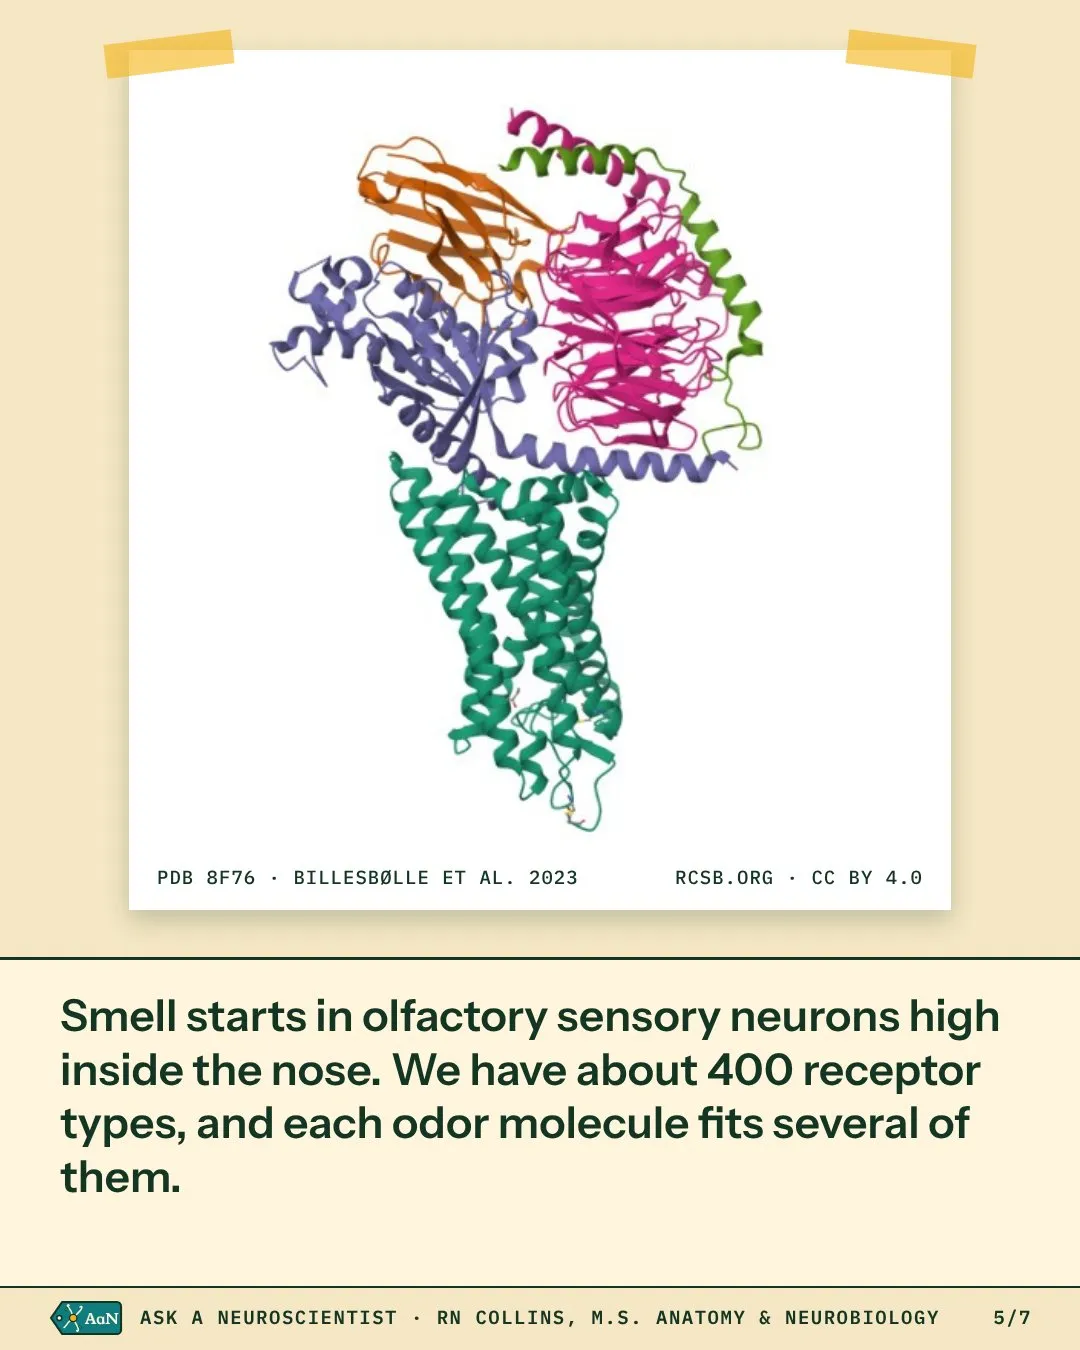 PDB 8F76 · BILLESBØLLE ET AL. 2023
RCSB.ORG · CC BY 4.0
Smell starts in olfactory sensory neurons high
inside the nose. We have about 400 receptor
types, and each odor molecule fits several of
them.
AaN
ASK A NEUROSCIENTIST · RN COLLINS, M.S. ANATOMY & NEUROBIOLOGY
5/7